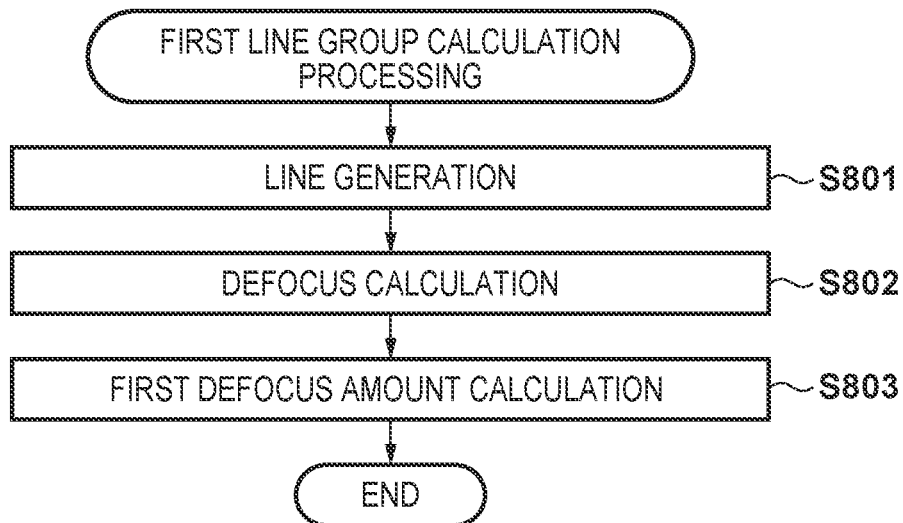 FIRST LINE GROUP CALCULATION
PROCESSING
LINE GENERATION
S801
DEFOCUS CALCULATION
S802
FIRST DEFOCUS AMOUNT CALCULATION
S803
END